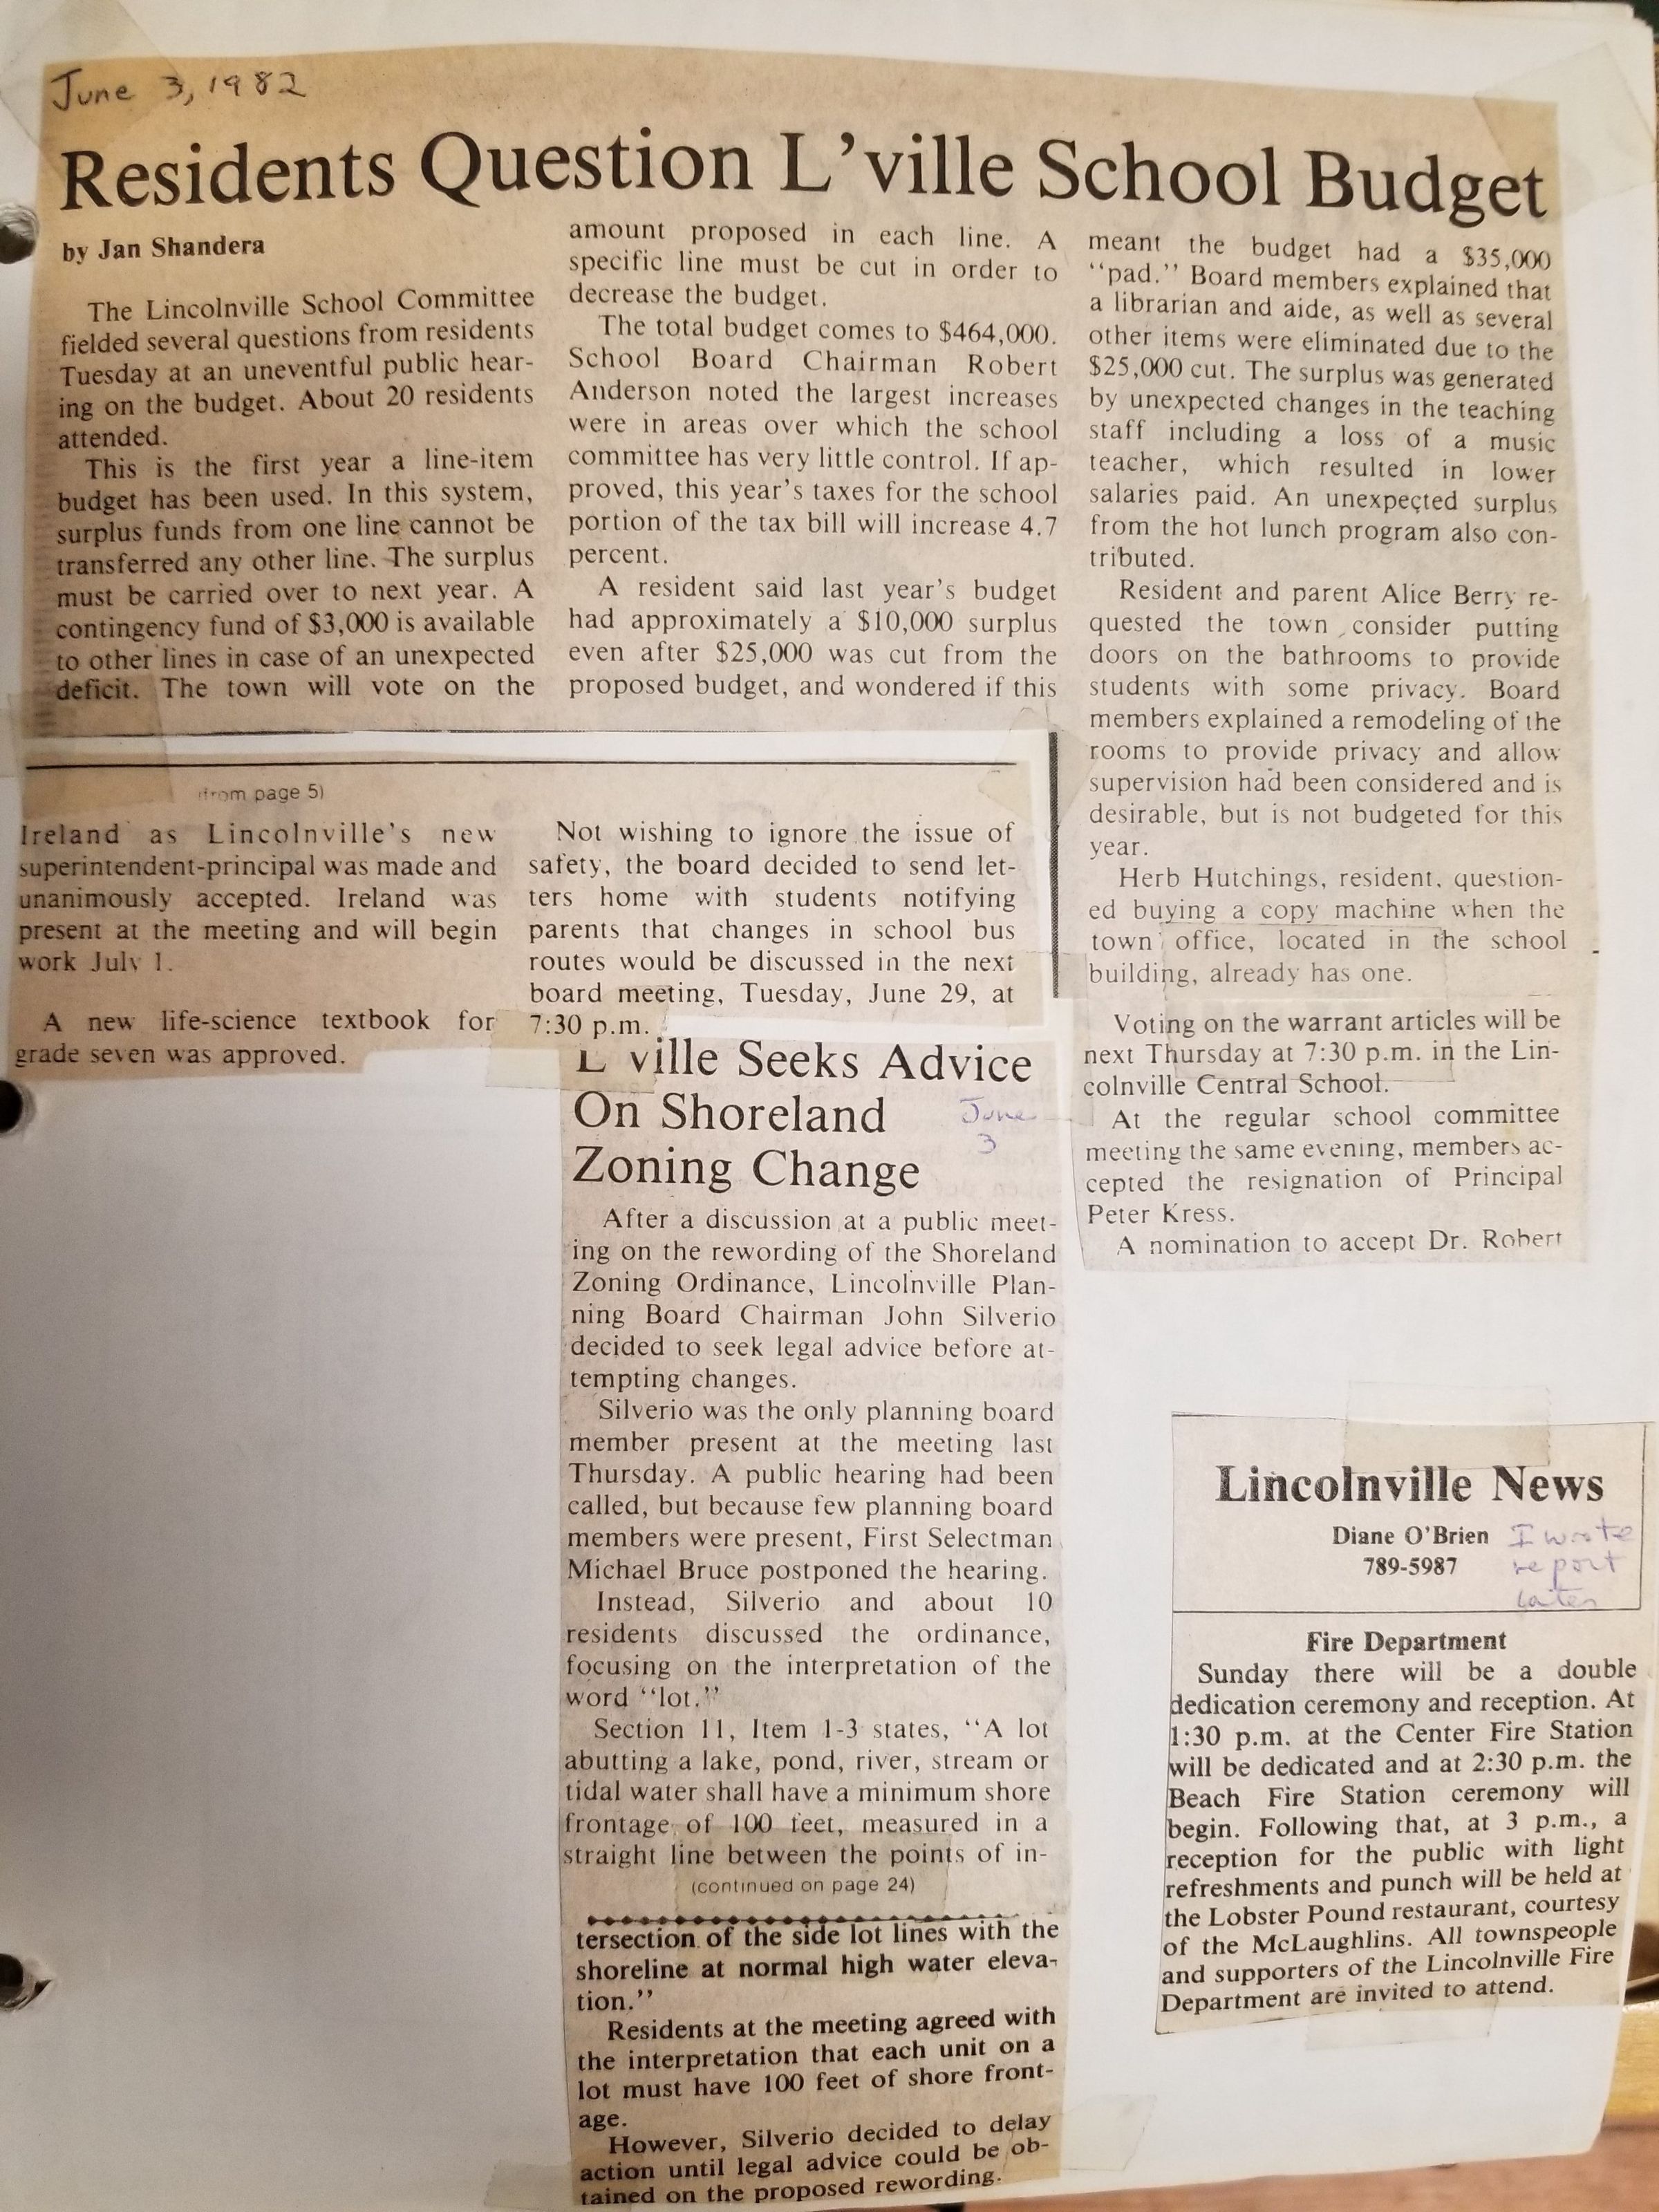 June 3, 1982
Residents Question L'ville School Budget
by Jan Shandera
The Lincolnville School Committee
fielded several questions from residents
Tuesday at an uneventful public hear-
ing on the budget. About 20 residents
attended.
This is the first year a line-item
budget has been used. In this system,
surplus funds from one line cannot be
transferred any other line. The surplus
must be carried over to next year. A
contingency fund of $3,000 is available
to other lines in case of an unexpected
deficit. The town will vote on the
amount proposed in each line. A
specific line must be cut in order to
decrease the budget.
The total budget comes to $464,000.
School Board Chairman Robert
Anderson noted the largest increases
were in areas over which the school
committee has very little control. If ap-
proved, this year's taxes for the school
portion of the tax bill will increase 4.7
percent.
A resident said last year's budget
had approximately a $10,000 surplus
even after $25,000 was cut from the
proposed budget, and wondered if this
meant the budget had a $35,000
"pad." Board members explained that
a librarian and aide, as well as several
other items were eliminated due to the
$25,000 cut. The surplus was generated
by unexpected changes in the teaching
staff including a loss of a music
teacher, which resulted in lower
salaries paid. An unexpected surplus
from the hot lunch program also con-
tributed.
Resident and parent Alice Berry re-
quested the town consider putting
doors on the bathrooms to provide
students with some privacy. Board
members explained a remodeling of the
rooms to provide privacy and allow
supervision had been considered and is
desirable, but is not budgeted for this
year.
Herb Hutchings, resident, question-
ed buying a copy machine when the
town office, located in the school
building, already has one.
Voting on the warrant articles will be
next Thursday at 7:30 p.m. in the Lin-
colnville Central School.
At the regular school committee
meeting the same evening, members ac-
cepted the resignation of Principal
Peter Kress.
A nomination to accept Dr. Robert
(from page 5)
Ireland as Lincolnville's new
superintendent-principal was made and
unanimously accepted. Ireland was
present at the meeting and will begin
work July 1.
A new life-science textbook for
grade seven was approved.
Not wishing to ignore the issue of
safety, the board decided to send let-
ters home with students notifying
parents that changes in school bus
routes would be discussed in the next
board meeting, Tuesday, June 29, at
7:30 p.m.
L'ville Seeks Advice
On Shoreland
Zoning Change
June
3
After a discussion at a public meet-
ing on the rewording of the Shoreland
Zoning Ordinance, Lincolnville Plan-
ning Board Chairman John Silverio
decided to seek legal advice before at-
tempting changes.
Silverio was the only planning board
member present at the meeting last
Thursday. A public hearing had been
called, but because few planning board
members were present, First Selectman
Michael Bruce postponed the hearing.
Instead, Silverio and about 10
residents discussed the ordinance,
focusing on the interpretation of the
word "lot."
Section 11, Item 1-3 states, "A lot
abutting a lake, pond, river, stream or
tidal water shall have a minimum shore
frontage of 100 feet, measured in a
straight line between the points of in-
(continued on page 24)
tersection of the side lot lines with the
shoreline at normal high water eleva-
tion."
Residents at the meeting agreed with
the interpretation that each unit on a
lot must have 100 feet of shore front-
age.
However, Silverio decided to delay
action until legal advice could be ob-
tained on the proposed rewording.
Lincolnville News
Diane O'Brien
789-5987
I wrote
report
later
Fire Department
Sunday there will be a double
dedication ceremony and reception. At
1:30 p.m. at the Center Fire Station
will be dedicated and at 2:30 p.m. the
Beach Fire Station ceremony will
begin. Following that, at 3 p.m., a
reception for the public with light
refreshments and punch will be held at
the Lobster Pound restaurant, courtesy
of the McLaughlins. All townspeople
and supporters of the Lincolnville Fire
Department are invited to attend.